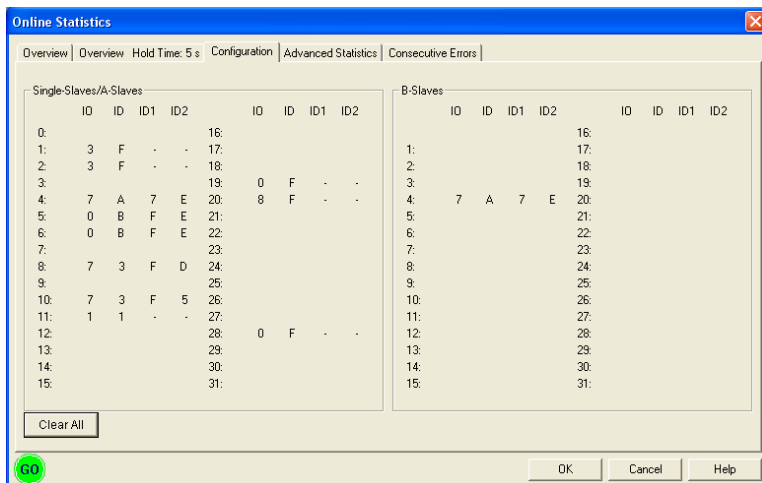 Online Statistics
Overview Overview Hold Time: 5 s Configuration Advanced Statistics Consecutive Errors
Single-Slaves/A-Slaves
IO ID ID1 ID2 IO ID ID1 ID2
0: 16:
1: 3 F - - 17:
2: 3 F - - 18:
3: 19: 0 F - -
4: 7 A 7 E 20: 8 F - -
5: 0 B F E 21:
6: 0 B F E 22:
7: 23:
8: 7 3 F D 24:
9: 25:
10: 7 3 F 5 26:
11: 1 1 - - 27:
12: 28: 0 F - -
13: 29:
14: 30:
15: 31:
B-Slaves
IO ID ID1 ID2 IO ID ID1 ID2
16:
1: 17:
2: 18:
3: 19:
4: 7 A 7 E 20:
5: 21:
6: 22:
7: 23:
8: 24:
9: 25:
10: 26:
11: 27:
12: 28:
13: 29:
14: 30:
15: 31:
Clear All
GO OK Cancel Help